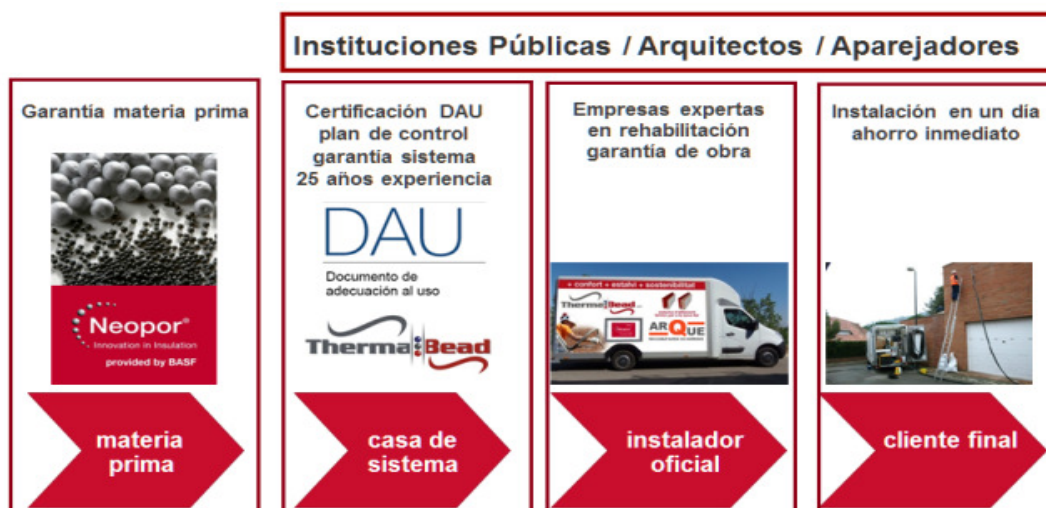 Instituciones Públicas / Arquitectos / Aparejadores
Garantía materia prima
Neopor®
Innovation in Insulation
provided by BASF
materia
prima
Certificación DAU
plan de control
garantía sistema
25 años experiencia
DAU
Documento de
adecuación al uso
ThermaBead
casa de
sistema
Empresas expertas
en rehabilitación
garantía de obra
+ confort + estalvi + sostenibilitat
ThermaBead
ARQUE
instalador
oficial
Instalación en un día
ahorro inmediato
cliente final